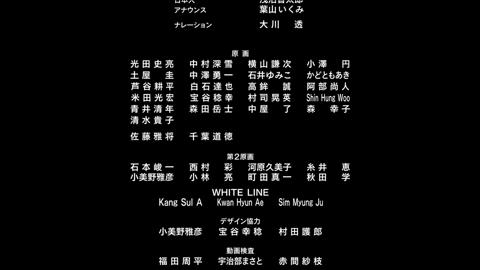 アナウンス 葉山いくみ
ナレーション 大川 透
原画
光田史亮 中村深雪 横山謙次 小澤 円
土屋 圭 中澤勇一 石井ゆみこ かどともあき
芦谷耕平 白石達也 高鉾 誠 阿部尚人
米田光宏 宝谷稔幸 村司晃英 Shin Hung Woo
青井清年 森田岳士 中屋 了 森 幸子
清水貴子
佐藤雅将 千葉道徳
第2原画
石本峻一 西村 彩 河原久美子 糸井 恵
小美野雅彦 小林 亮 町田真一 秋田 学
WHITE LINE
Kang Sul A Kwan Hyun Ae Sim Myung Ju
デザイン協力
小美野雅彦 宝谷幸稔 村田護郎
動画検査
福田周平 宇治部まさと 赤間紗枝